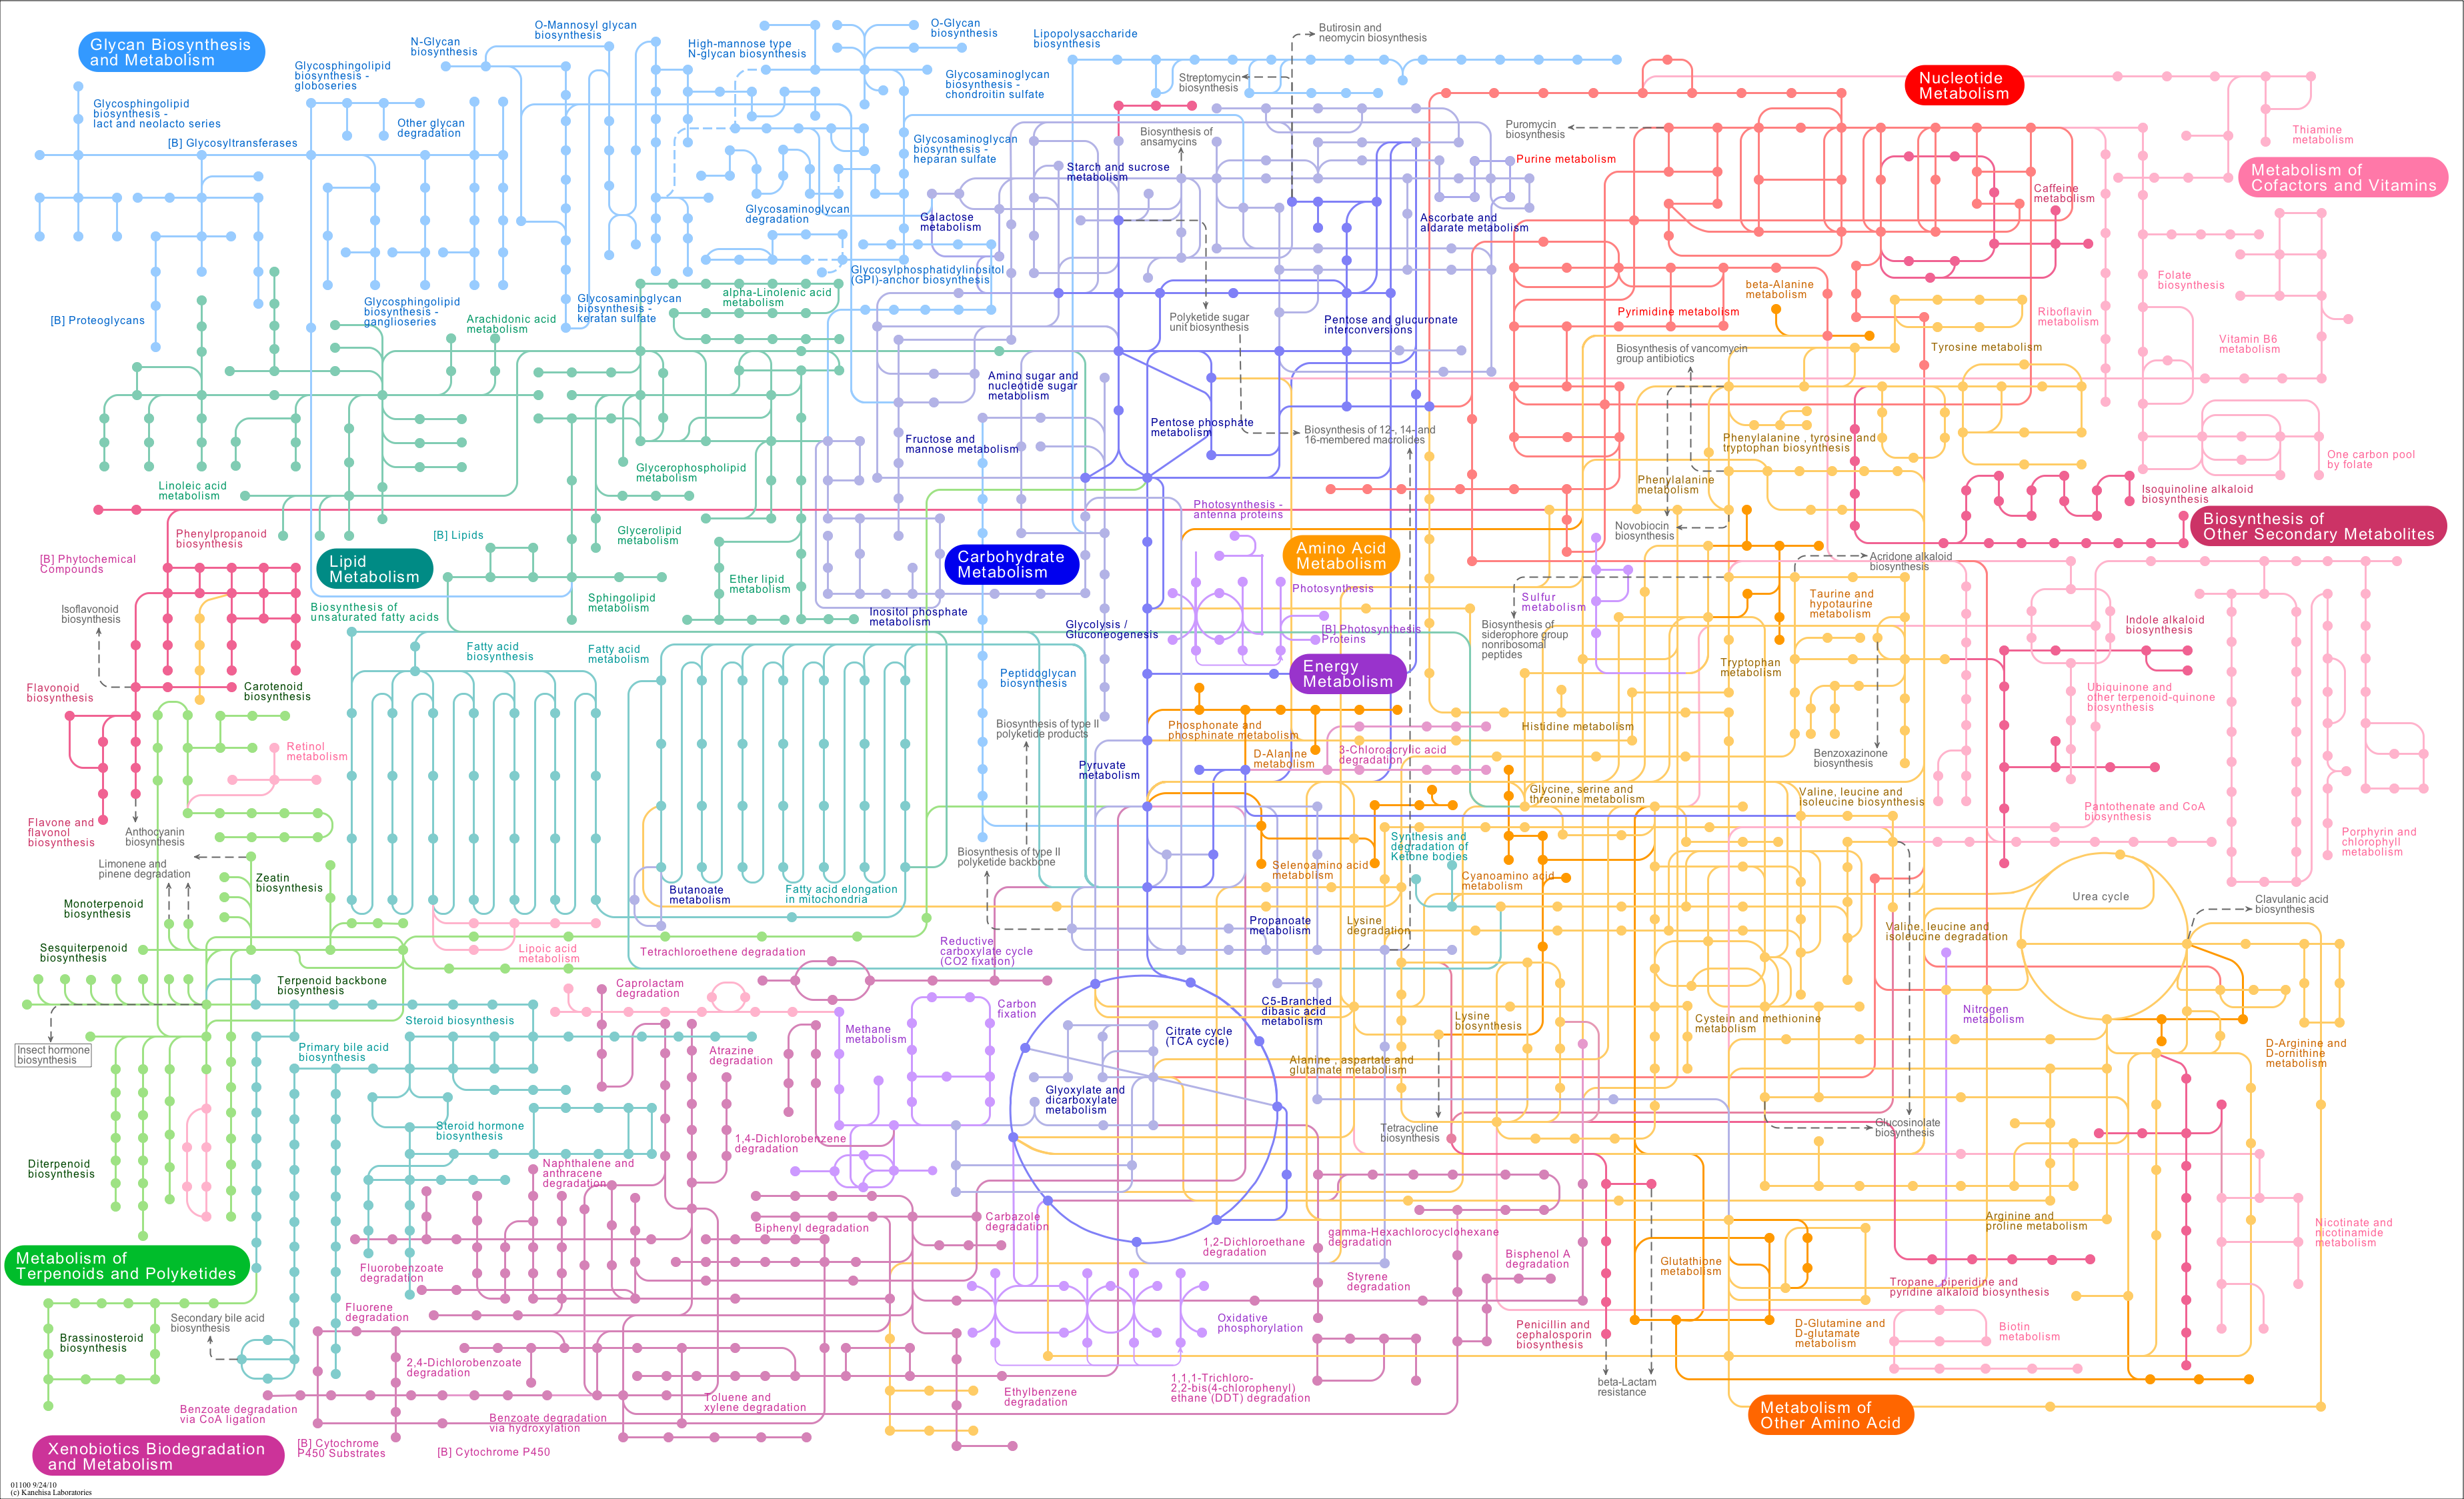 Glycan Biosynthesis
and Metabolism
N-Glycan
biosynthesis
O-Mannosyl glycan
biosynthesis
High-mannose type
N-glycan biosynthesis
O-Glycan
biosynthesis
Lipopolysaccharide
biosynthesis
Butirosin and
neomycin biosynthesis
Nucleotide
Metabolism
Glycosphingolipid
biosynthesis -
globoseries
Glycosaminoglycan
biosynthesis -
chondroitin sulfate
Streptomycin
biosynthesis
Glycosphingolipid
biosynthesis -
lact and neolacto series
Other glycan
degradation
[B] Glycosyltransferases
Glycosaminoglycan
biosynthesis -
heparan sulfate
Biosynthesis of
ansamycins
Puromycin
biosynthesis
Thiamine
metabolism
Starch and sucrose
metabolism
Purine metabolism
Metabolism of
Cofactors and Vitamins
Caffeine
metabolism
Glycosaminoglycan
degradation
Galactose
metabolism
Ascorbate and
aldarate metabolism
Glycosylphosphatidylinositol
(GPI)-anchor biosynthesis
Folate
biosynthesis
[B] Proteoglycans
Glycosphingolipid
biosynthesis -
ganglioseries
Arachidonic acid
metabolism
Glycosaminoglycan
biosynthesis -
keratan sulfate
alpha-Linolenic acid
metabolism
Polyketide sugar
unit biosynthesis
Pentose and glucuronate
interconversions
beta-Alanine
metabolism
Pyrimidine metabolism
Riboflavin
metabolism
Vitamin B6
metabolism
Biosynthesis of vancomycin
group antibiotics
Tyrosine metabolism
Amino sugar and
nucleotide sugar
metabolism
Pentose phosphate
metabolism
Biosynthesis of 12-, 14- and
16-membered macrolides
Fructose and
mannose metabolism
Phenylalanine , tyrosine and
tryptophan biosynthesis
One carbon pool
by folate
Linoleic acid
metabolism
Glycerophospholipid
metabolism
Phenylalanine
metabolism
Isoquinoline alkaloid
biosynthesis
Photosynthesis -
antenna proteins
Novobiocin
biosynthesis
Biosynthesis of
Other Secondary Metabolites
Phenylpropanoid
biosynthesis
[B] Lipids
Glycerolipid
metabolism
[B] Phytochemical
Compounds
Lipid
Metabolism
Carbohydrate
Metabolism
Amino Acid
Metabolism
Acridone alkaloid
biosynthesis
Ether lipid
metabolism
Photosynthesis
Isoflavonoid
biosynthesis
Biosynthesis of
unsaturated fatty acids
Sphingolipid
metabolism
Inositol phosphate
metabolism
Glycolysis /
Gluconeogenesis
[B] Photosynthesis
Proteins
Sulfur
metabolism
Taurine and
hypotaurine
metabolism
Indole alkaloid
biosynthesis
Biosynthesis of
siderophore group
nonribosomal
peptides
Fatty acid
biosynthesis
Fatty acid
metabolism
Energy
Metabolism
Tryptophan
metabolism
Flavonoid
biosynthesis
Carotenoid
biosynthesis
Peptidoglycan
biosynthesis
Ubiquinone and
other terpenoid-quinone
biosynthesis
Biosynthesis of type II
polyketide products
Phosphonate and
phosphinate metabolism
Histidine metabolism
Retinol
metabolism
D-Alanine
metabolism
3-Chloroacrylic acid
degradation
Benzoxazinone
biosynthesis
Pyruvate
metabolism
Glycine, serine and
threonine metabolism
Valine, leucine and
isoleucine biosynthesis
Pantothenate and CoA
biosynthesis
Flavone and
flavonol
biosynthesis
Anthocyanin
biosynthesis
Synthesis and
degradation of
Ketone bodies
Porphyrin and
chlorophyll
metabolism
Limonene and
pinene degradation
Biosynthesis of type II
polyketide backbone
Selenoamino acid
metabolism
Cyanoamino acid
metabolism
Zeatin
biosynthesis
Butanoate
metabolism
Fatty acid elongation
in mitochondria
Urea cycle
Clavulanic acid
biosynthesis
Monoterpenoid
biosynthesis
Propanoate
metabolism
Lysine
degradation
Valine, leucine and
isoleucine degradation
Sesquiterpenoid
biosynthesis
Lipoic acid
metabolism
Tetrachloroethene degradation
Reductive
carboxylate cycle
(CO2 fixation)
Terpenoid backbone
biosynthesis
Caprolactam
degradation
Carbon
fixation
C5-Branched
dibasic acid
metabolism
Lysine
biosynthesis
Cystein and methionine
metabolism
Nitrogen
metabolism
Steroid biosynthesis
Methane
metabolism
Citrate cycle
(TCA cycle)
Insect hormone
biosynthesis
Primary bile acid
biosynthesis
Atrazine
degradation
Alanine , aspartate and
glutamate metabolism
D-Arginine and
D-ornithine
metabolism
Glyoxylate and
dicarboxylate
metabolism
Steroid hormone
biosynthesis
1,4-Dichlorobenzene
degradation
Tetracycline
biosynthesis
Glucosinolate
biosynthesis
Diterpenoid
biosynthesis
Naphthalene and
anthracene
degradation
Biphenyl degradation
Carbazole
degradation
1,2-Dichloroethane
degradation
gamma-Hexachlorocyclohexane
degradation
Arginine and
proline metabolism
Nicotinate and
nicotinamide
metabolism
Metabolism of
Terpenoids and Polyketides
Fluorobenzoate
degradation
Bisphenol A
degradation
Glutathione
metabolism
Styrene
degradation
Tropane, piperidine and
pyridine alkaloid biosynthesis
Fluorene
degradation
Secondary bile acid
biosynthesis
Oxidative
phosphorylation
Penicillin and
cephalosporin
biosynthesis
D-Glutamine and
D-glutamate
metabolism
Biotin
metabolism
Brassinosteroid
biosynthesis
2,4-Dichlorobenzoate
degradation
Toluene and
xylene degradation
Ethylbenzene
degradation
1,1,1-Trichloro-
2,2-bis(4-chlorophenyl)
ethane (DDT) degradation
beta-Lactam
resistance
Benzoate degradation
via CoA ligation
Benzoate degradation
via hydroxylation
Metabolism of
Other Amino Acid
Xenobiotics Biodegradation
and Metabolism
[B] Cytochrome
P450 Substrates
[B] Cytochrome P450
01100 9/24/10
(c) Kanehisa Laboratories